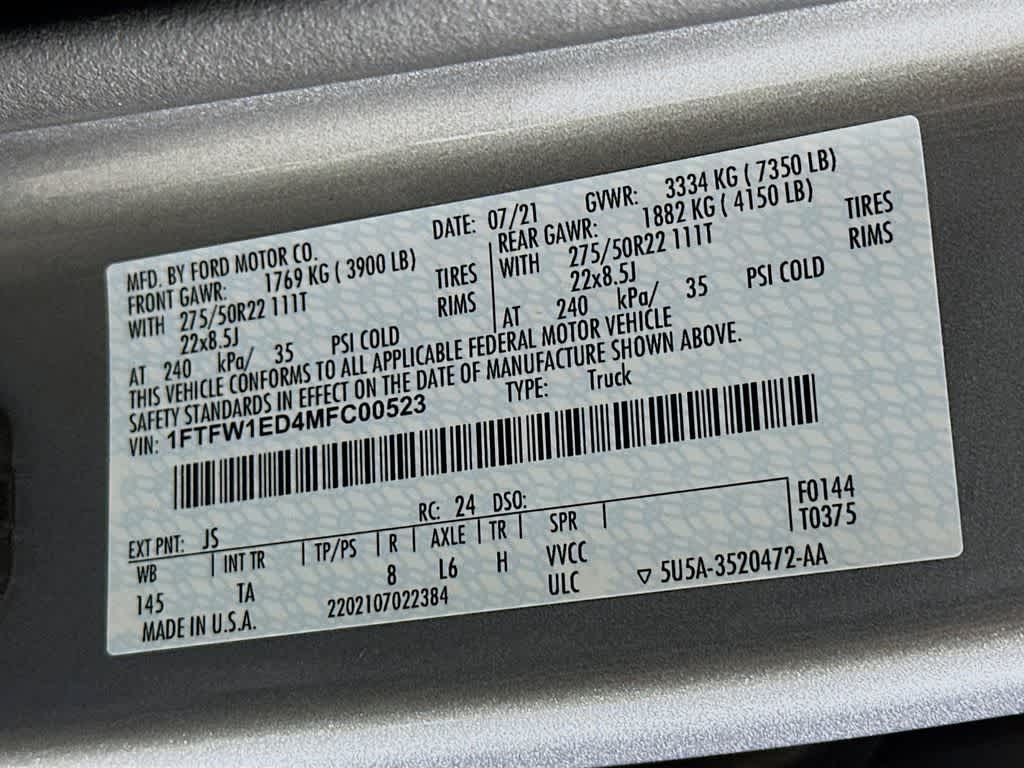 MFD. BY FORD MOTOR CO. DATE: 07/21 GVWR: 3334 KG ( 7350 LB)
FRONT GAWR: 1769 KG ( 3900 LB)
WITH 275/50R22 111T TIRES
22x8.5J RIMS
AT 240 kPa/ 35 PSI COLD
REAR GAWR: 1882 KG ( 4150 LB)
WITH 275/50R22 111T TIRES
22x8.5J RIMS
AT 240 kPa/ 35 PSI COLD
THIS VEHICLE CONFORMS TO ALL APPLICABLE FEDERAL MOTOR VEHICLE
SAFETY STANDARDS IN EFFECT ON THE DATE OF MANUFACTURE SHOWN ABOVE.
VIN: 1FTFW1ED4MFC00523 TYPE: Truck
EXT PNT: JS RC: 24 DSO:
WB INT TR TP/PS R AXLE TR SPR
145 TA 8 L6 H VVCC
F0144
T0375
MADE IN U.S.A. 2202107022384 ULC ▽ 5U5A-3520472-AA